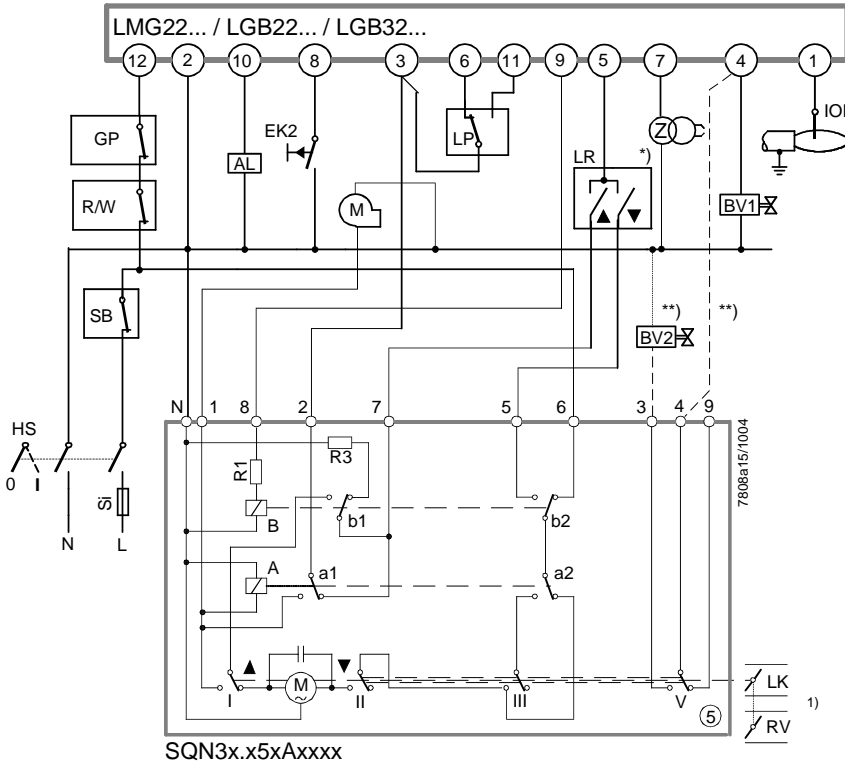 LMG22... / LGB22... / LGB32...
12 2 10 8 3 6 11 9 5 7 4 1
GP
EK2
LP
Z
LR *)
R/W
AL
M
BV1
SB
**) **)
BV2
HS
0 I
Si
N L
N 1 8 2 7 5 6 3 4 9
R3
R1
B b1 b2
A a1 a2
M
I II III V
5
LK
1)
RV
7808a15/1004
SQN3x.x5xAxxxx